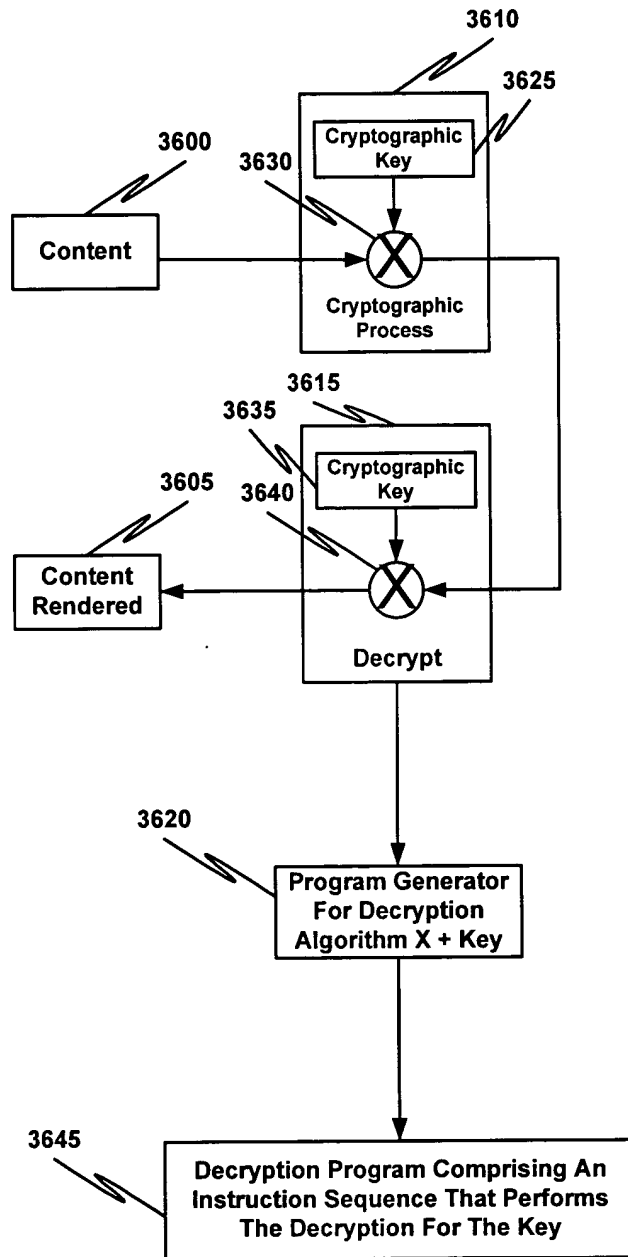 3610
3625
Cryptographic
Key
3600
3630
Content
X
Cryptographic
Process
3615
3635
Cryptographic
Key
3640
3605
Content
Rendered
X
Decrypt
3620
Program Generator
For Decryption
Algorithm X + Key
3645
Decryption Program Comprising An
Instruction Sequence That Performs
The Decryption For The Key